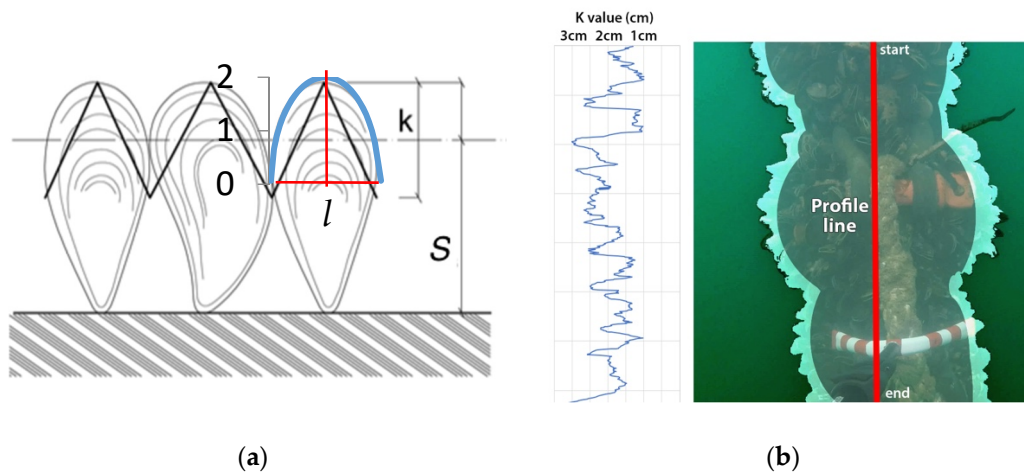 2
1
0
l
k
S
K value (cm)
3cm 2cm 1cm
start
Profile
line
end
(a)
(b)